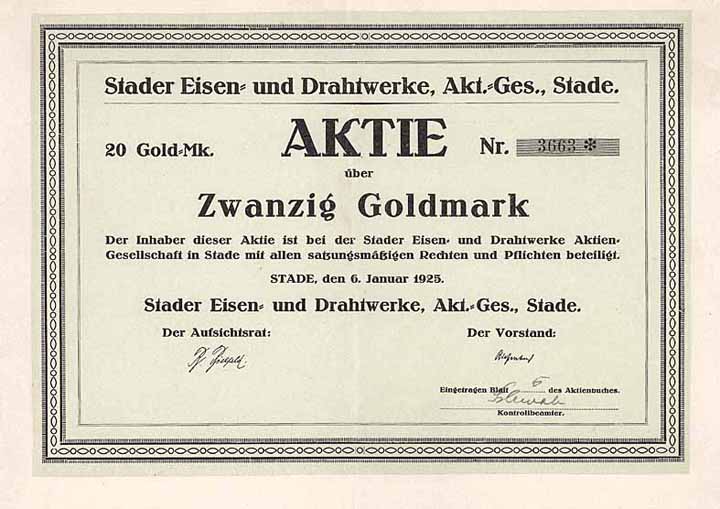 Stader Eisen- und Drahtwerke, Akt.-Ges., Stade.
20 Gold-Mk. AKTIE Nr. 3663 *
über
Zwanzig Goldmark
Der Inhaber dieser Aktie ist bei der Stader Eisen- und Drahtwerke Aktien-
Gesellschaft in Stade mit allen satzungsmäßigen Rechten und Pflichten beteiligt.
STADE, den 6. Januar 1925.
Stader Eisen- und Drahtwerke, Akt.-Ges., Stade.
Der Aufsichtsrat: Der Vorstand:
Eingetragen Blatt 6 des Aktienbuches.
Kontrollbeamter.